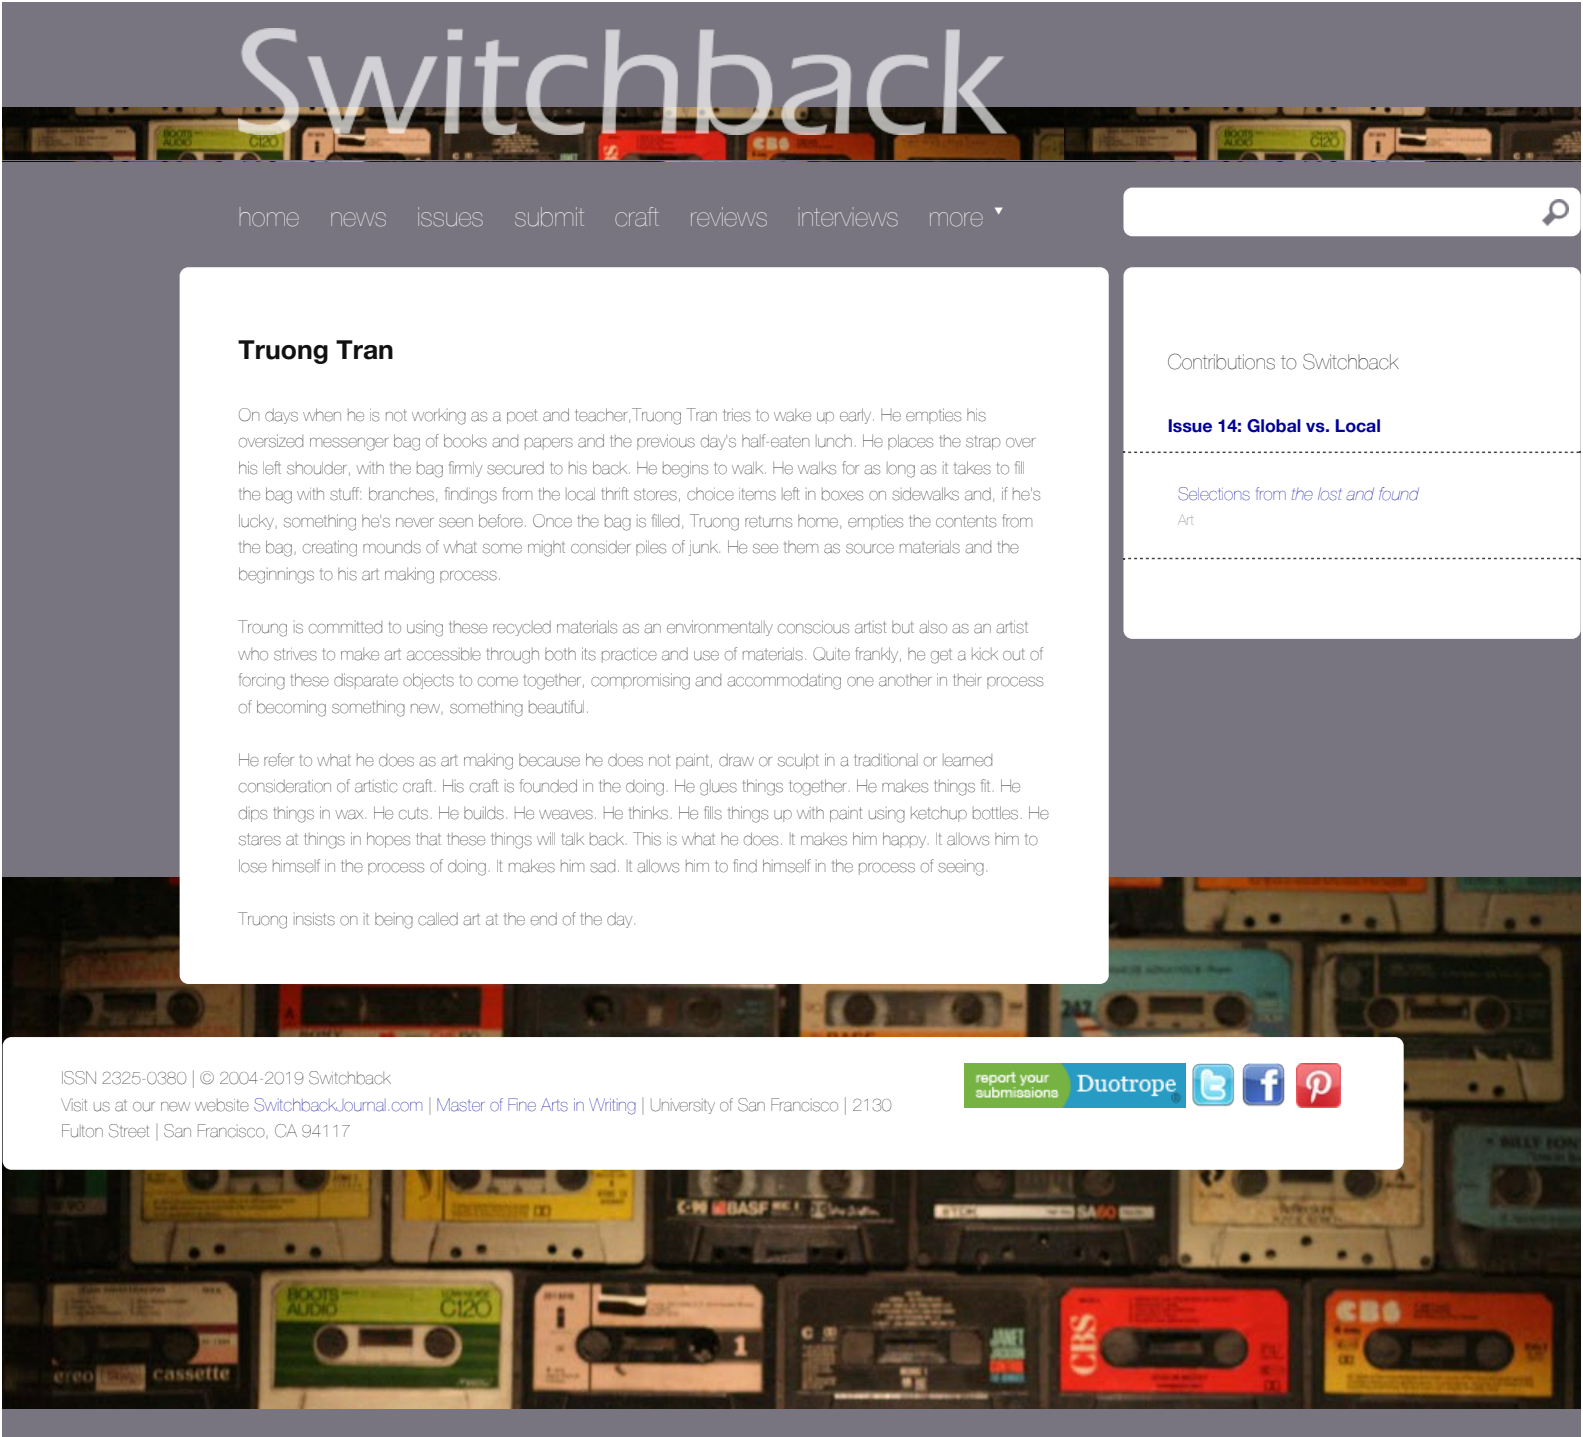 Switchback
home news issues submit craft reviews interviews more
Truong Tran
On days when he is not working as a poet and teacher,Truong Tran tries to wake up early. He empties his
oversized messenger bag of books and papers and the previous day's half-eaten lunch. He places the strap over
his left shoulder, with the bag firmly secured to his back. He begins to walk. He walks for as long as it takes to fill
the bag with stuff: branches, findings from the local thrift stores, choice items left in boxes on sidewalks and, if he's
lucky, something he's never seen before. Once the bag is filled, Truong returns home, empties the contents from
the bag, creating mounds of what some might consider piles of junk. He see them as source materials and the
beginnings to his art making process.
Troung is committed to using these recycled materials as an environmentally conscious artist but also as an artist
who strives to make art accessible through both its practice and use of materials. Quite frankly, he get a kick out of
forcing these disparate objects to come together, compromising and accommodating one another in their process
of becoming something new, something beautiful.
He refer to what he does as art making because he does not paint, draw or sculpt in a traditional or learned
consideration of artistic craft. His craft is founded in the doing. He glues things together. He makes things fit. He
dips things in wax. He cuts. He builds. He weaves. He thinks. He fills things up with paint using ketchup bottles. He
stares at things in hopes that these things will talk back. This is what he does. It makes him happy. It allows him to
lose himself in the process of doing. It makes him sad. It allows him to find himself in the process of seeing.
Truong insists on it being called art at the end of the day.
Contributions to Switchback
Issue 14: Global vs. Local
Selections from the lost and found
Art
ISSN 2325-0380 | © 2004-2019 Switchback
Visit us at our new website SwitchbackJournal.com | Master of Fine Arts in Writing | University of San Francisco | 2130
Fulton Street | San Francisco, CA 94117
report your
submissions
Duotrope
C-90 BASF
SA60
BOOTS
AUDIO
C120
1
CBS
JANET
JACKSON
CONTROL
CBS
cassette